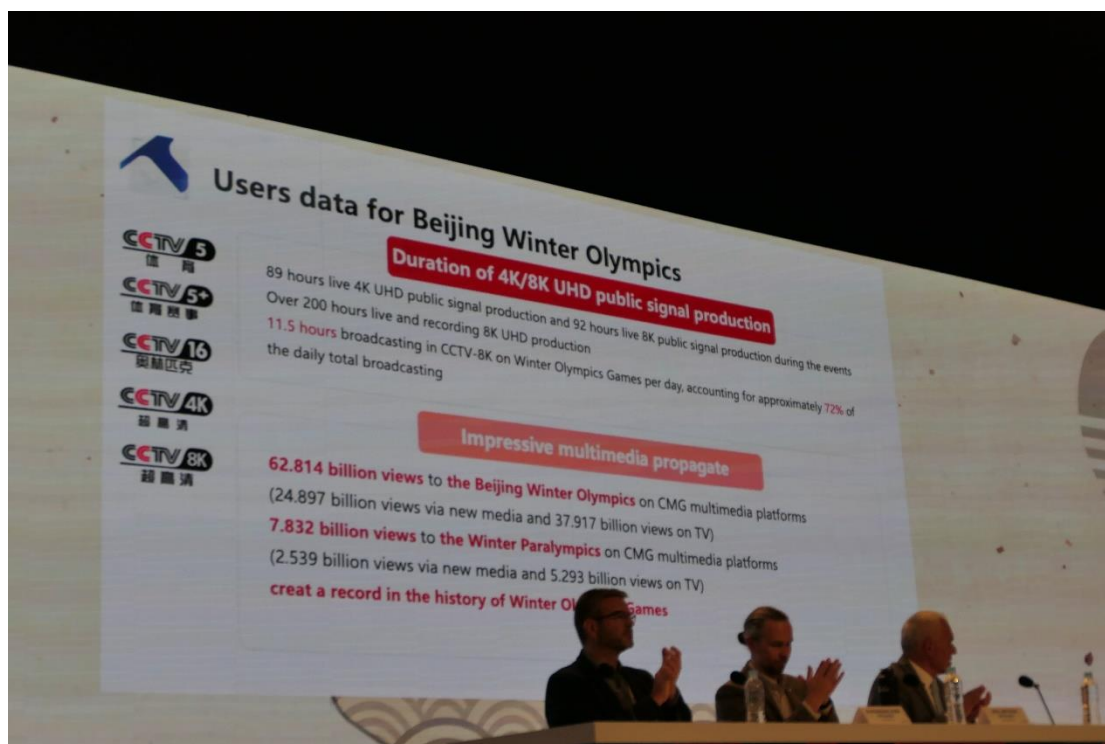 Users data for Beijing Winter Olympics
CCTV 5
体育
CCTV 5+
体育赛事
CCTV 16
奥林匹克
CCTV 4K
超高清
CCTV 8K
超高清
Duration of 4K/8K UHD public signal production
89 hours live 4K UHD public signal production and 92 hours live 8K public signal production during the events
Over 200 hours live and recording 8K UHD production
11.5 hours broadcasting in CCTV-8K on Winter Olympics Games per day, accounting for approximately 72% of
the daily total broadcasting
Impressive multimedia propagate
62.814 billion views to the Beijing Winter Olympics on CMG multimedia platforms
(24.897 billion views via new media and 37.917 billion views on TV)
7.832 billion views to the Winter Paralympics on CMG multimedia platforms
(2.539 billion views via new media and 5.293 billion views on TV)
creat a record in the history of Winter Ol Games